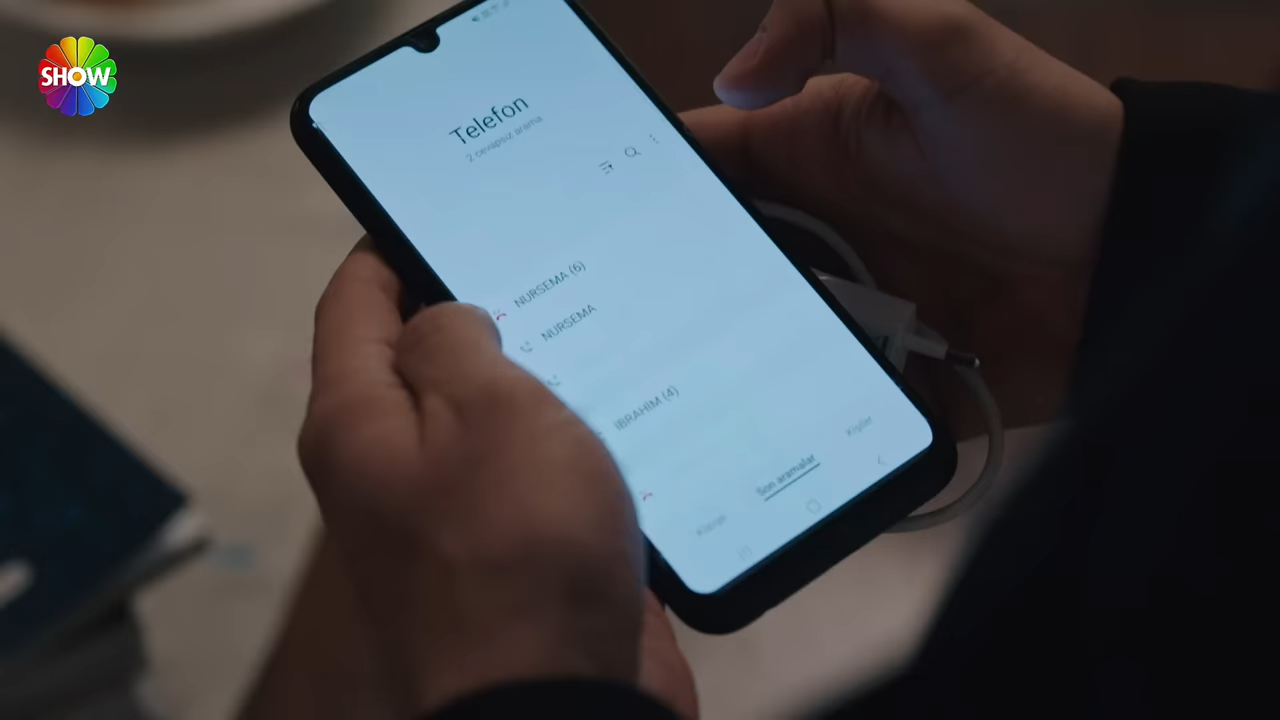 SHOW
Telefon
2 cevapsız arama
NURSEMA (6)
NURSEMA
İBRAHİM (4)
Son aramalar
Kişiler